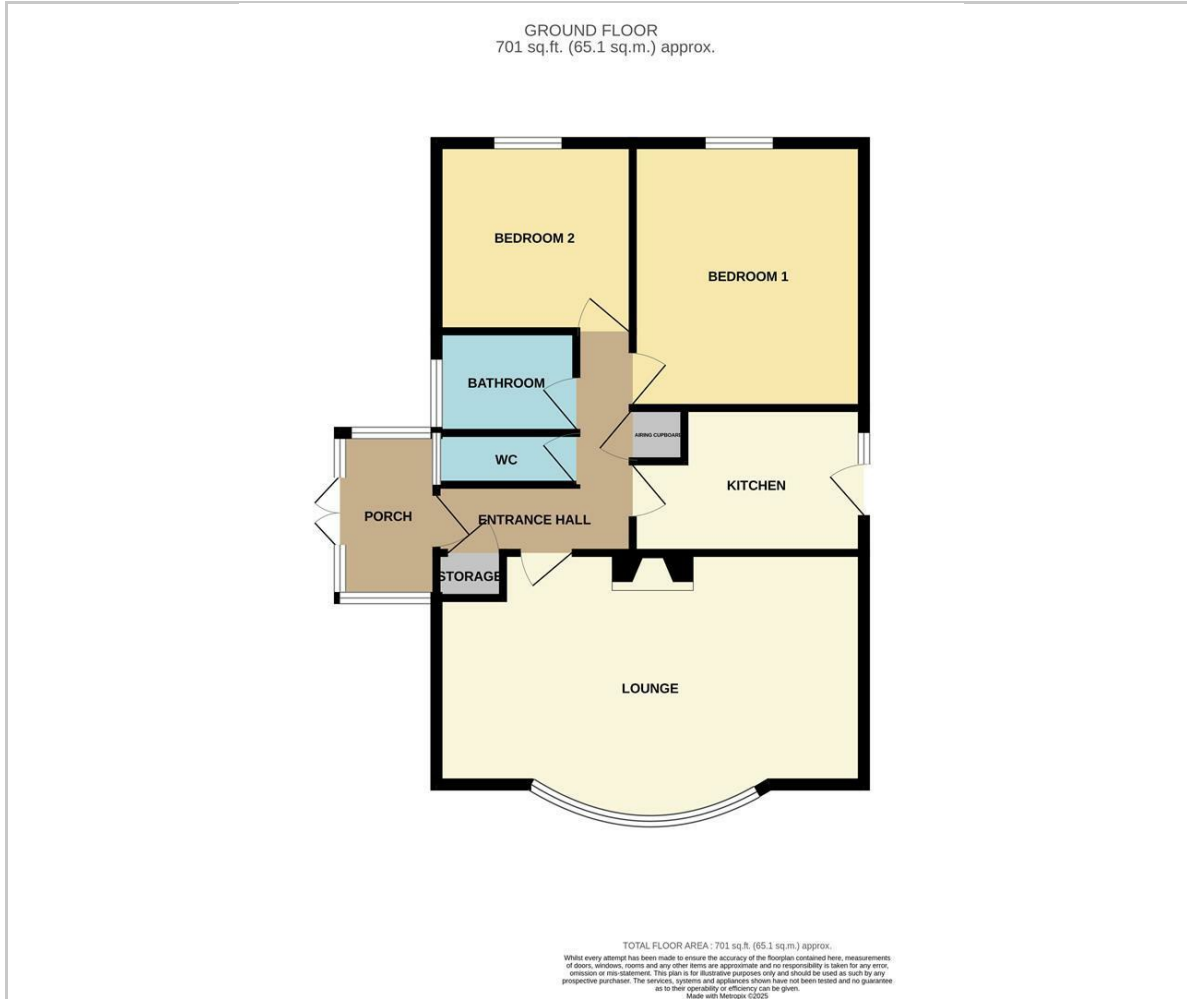 GROUND FLOOR
701 sq.ft. (65.1 sq.m.) approx.
BEDROOM 2
BEDROOM 1
BATHROOM
AIRING CUPBOARD
WC
KITCHEN
PORCH
ENTRANCE HALL
STORAGE
LOUNGE
TOTAL FLOOR AREA : 701 sq.ft. (65.1 sq.m.) approx.
Whilst every attempt has been made to ensure the accuracy of the floorplan contained here, measurements
of doors, windows, rooms and any other items are approximate and no responsibility is taken for any error,
omission or mis-statement. This plan is for illustrative purposes only and should be used as such by any
prospective purchaser. The services, systems and appliances shown have not been tested and no guarantee
as to their operability or efficiency can be given.
Made with Metropix ©2025